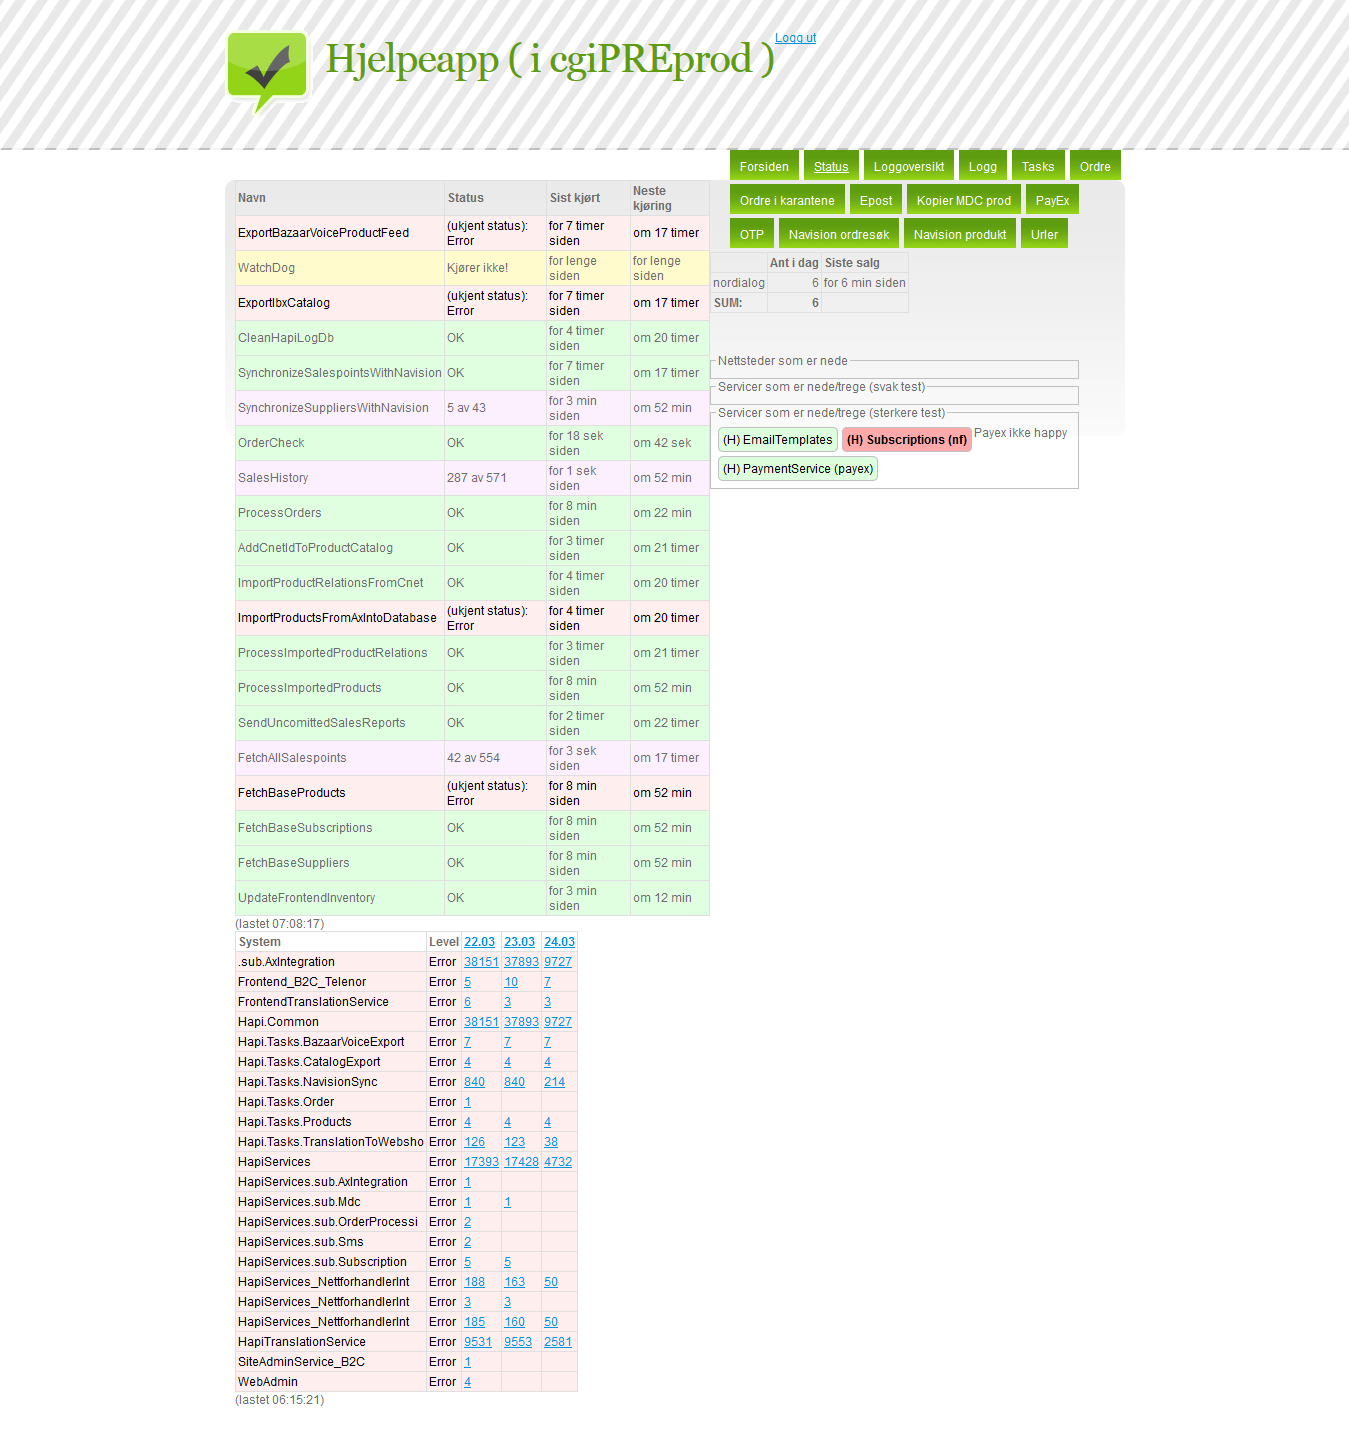 Hjelpeapp ( i cgiPREprod )
Logg ut
Forsiden Status Loggoversikt Logg Tasks Ordre
Ordre i karantene Epost Kopier MDC prod PayEx
OTP Navision ordresøk Navision produkt Urler
Navn Status Sist kjørt Neste kjøring
ExportBazaarVoiceProductFeed (ukjent status): Error for 7 timer siden om 17 timer
WatchDog Kjører ikke! for lenge siden for lenge siden
ExportIbxCatalog (ukjent status): Error for 7 timer siden om 17 timer
CleanHapiLogDb OK for 4 timer siden om 20 timer
SynchronizeSalespointsWithNavision OK for 7 timer siden om 17 timer
SynchronizeSuppliersWithNavision 5 av 43 for 3 min siden om 52 min
OrderCheck OK for 18 sek siden om 42 sek
SalesHistory 287 av 571 for 1 sek siden om 52 min
ProcessOrders OK for 8 min siden om 22 min
AddCnetIdToProductCatalog OK for 3 timer siden om 21 timer
ImportProductRelationsFromCnet OK for 4 timer siden om 20 timer
ImportProductsFromAxIntoDatabase (ukjent status): Error for 4 timer siden om 20 timer
ProcessImportedProductRelations OK for 3 timer siden om 21 timer
ProcessImportedProducts OK for 8 min siden om 52 min
SendUncomittedSalesReports OK for 2 timer siden om 22 timer
FetchAllSalespoints 42 av 554 for 3 sek siden om 17 timer
FetchBaseProducts (ukjent status): Error for 8 min siden om 52 min
FetchBaseSubscriptions OK for 8 min siden om 52 min
FetchBaseSuppliers OK for 8 min siden om 52 min
UpdateFrontendInventory OK for 3 min siden om 12 min
(lastet 07:08:17)
Ant i dag Siste salg
nordialog 6 for 6 min siden
SUM: 6
Nettsteder som er nede
Servicer som er nede/trege (svak test)
Servicer som er nede/trege (sterkere test)
(H) EmailTemplates (H) Subscriptions (nf) Payex ikke happy
(H) PaymentService (payex)
System Level 22.03 23.03 24.03
.sub.AxIntegration Error 38151 37893 9727
Frontend_B2C_Telenor Error 5 10 7
FrontendTranslationService Error 6 3 3
Hapi.Common Error 38151 37893 9727
Hapi.Tasks.BazaarVoiceExport Error 7 7 7
Hapi.Tasks.CatalogExport Error 4 4 4
Hapi.Tasks.NavisionSync Error 840 840 214
Hapi.Tasks.Order Error 1
Hapi.Tasks.Products Error 4 4 4
Hapi.Tasks.TranslationToWebsho Error 126 123 38
HapiServices Error 17393 17428 4732
HapiServices.sub.AxIntegration Error 1
HapiServices.sub.Mdc Error 1 1
HapiServices.sub.OrderProcessi Error 2
HapiServices.sub.Sms Error 2
HapiServices.sub.Subscription Error 5 5
HapiServices_NettforhandlerInt Error 188 163 50
HapiServices_NettforhandlerInt Error 3 3
HapiServices_NettforhandlerInt Error 185 160 50
HapiTranslationService Error 9531 9553 2581
SiteAdminService_B2C Error 1
WebAdmin Error 4
(lastet 06:15:21)